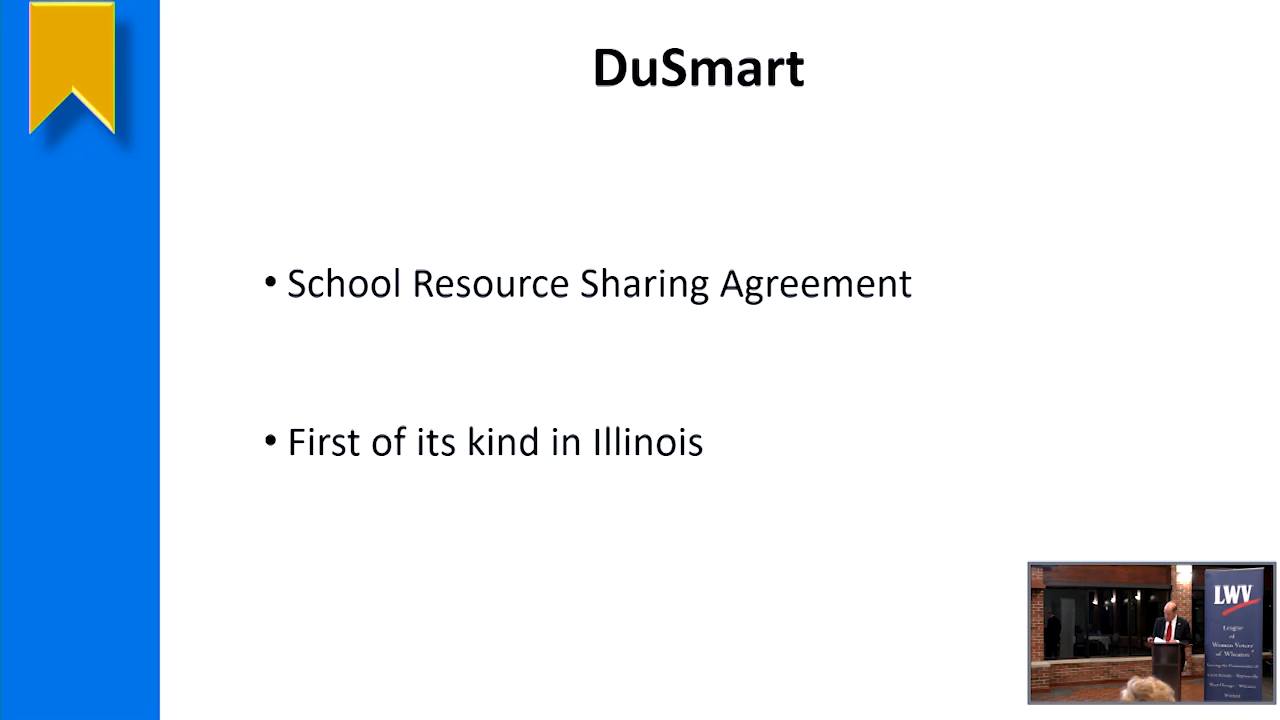 DuSmart
• School Resource Sharing Agreement
• First of its kind in Illinois
LWV
League
of
Women Voters
of Wheaton